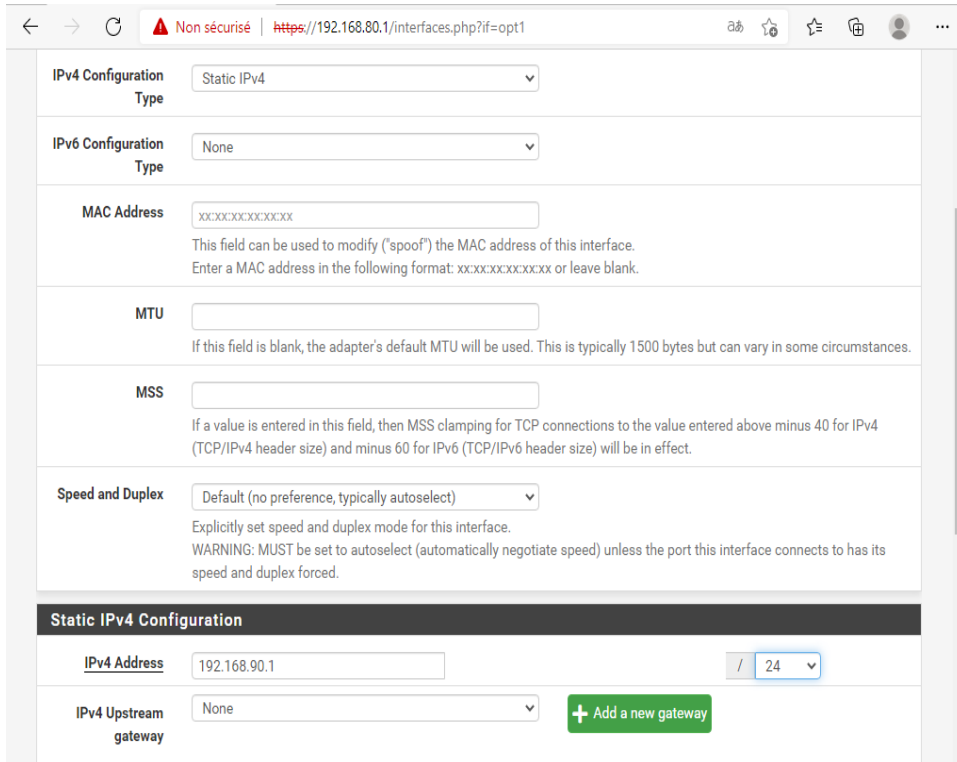 Non sécurisé | https://192.168.80.1/interfaces.php?if=opt1
IPv4 Configuration
Type
Static IPv4
IPv6 Configuration
Type
None
MAC Address
xx:xx:xx:xx:xx:xx
This field can be used to modify ("spoof") the MAC address of this interface.
Enter a MAC address in the following format: xx:xx:xx:xx:xx:xx or leave blank.
MTU
If this field is blank, the adapter's default MTU will be used. This is typically 1500 bytes but can vary in some circumstances.
MSS
If a value is entered in this field, then MSS clamping for TCP connections to the value entered above minus 40 for IPv4
(TCP/IPv4 header size) and minus 60 for IPv6 (TCP/IPv6 header size) will be in effect.
Speed and Duplex
Default (no preference, typically autoselect)
Explicitly set speed and duplex mode for this interface.
WARNING: MUST be set to autoselect (automatically negotiate speed) unless the port this interface connects to has its
speed and duplex forced.
Static IPv4 Configuration
IPv4 Address
192.168.90.1
/ 24
IPv4 Upstream
gateway
None
+ Add a new gateway